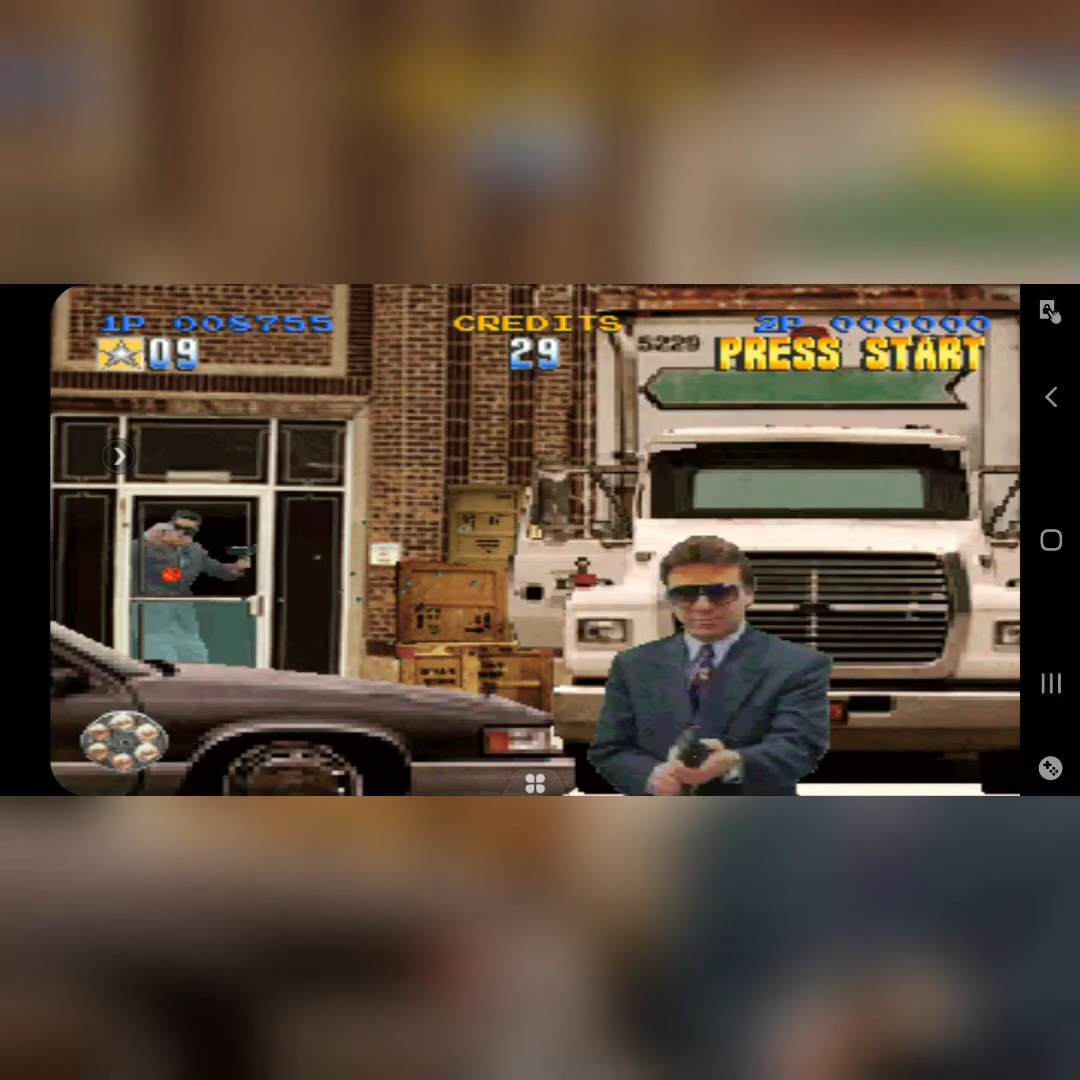 1P 008755
CREDITS
2P 000000
09
29
5229
PRESS START